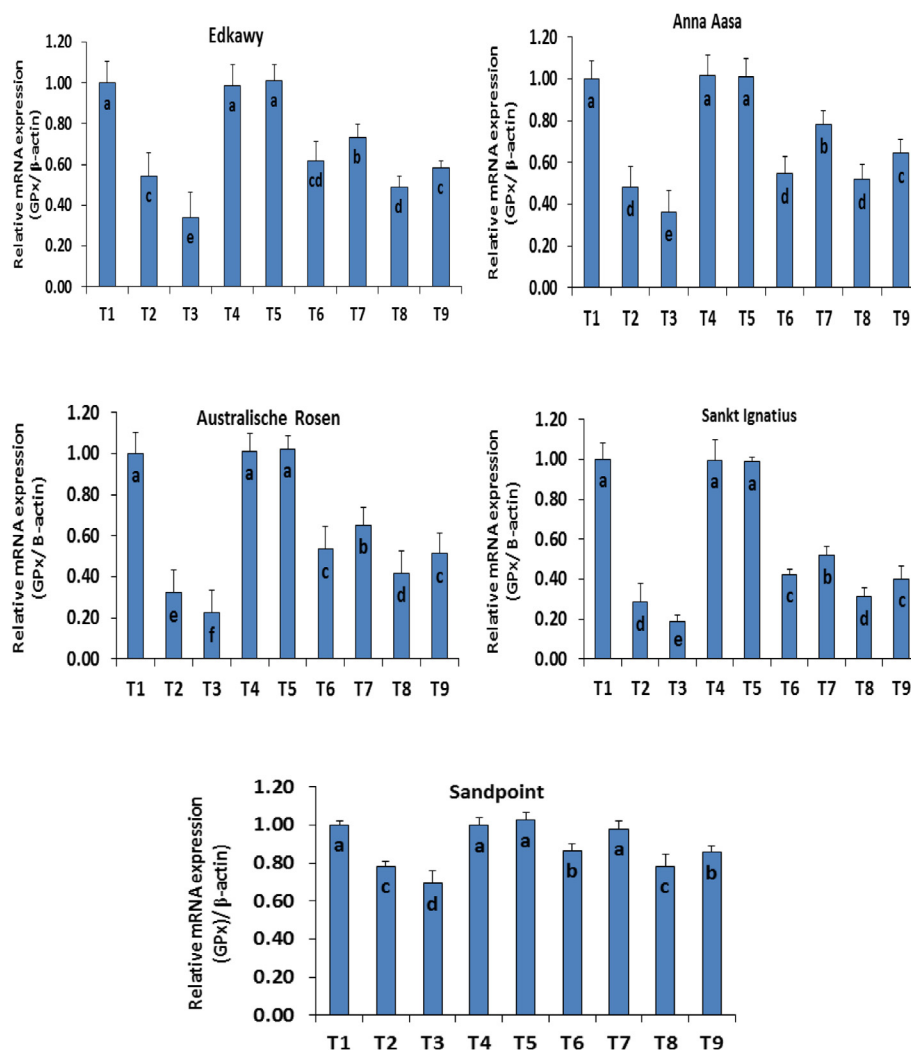 Edkawy
Relative mRNA expression
(GPx/ β-actin)
1.20
1.00
0.80
0.60
0.40
0.20
0.00
a
c
e
a
a
cd
b
d
c
T1 T2 T3 T4 T5 T6 T7 T8 T9
Anna Aasa
Relative mRNA expression
(GPx/ β-actin)
1.20
1.00
0.80
0.60
0.40
0.20
0.00
a
d
e
a
a
d
b
d
c
T1 T2 T3 T4 T5 T6 T7 T8 T9
Australische Rosen
Relative mRNA expression
(GPx/ B-actin)
1.20
1.00
0.80
0.60
0.40
0.20
0.00
a
e
f
a
a
c
b
d
c
T1 T2 T3 T4 T5 T6 T7 T8 T9
Sankt Ignatius
Relative mRNA expression
(GPx/ B-actin)
1.20
1.00
0.80
0.60
0.40
0.20
0.00
a
d
e
a
a
c
b
d
c
T1 T2 T3 T4 T5 T6 T7 T8 T9
Sandpoint
Relative mRNA expression
(GPx)/ β-actin)
1.20
1.00
0.80
0.60
0.40
0.20
0.00
a
c
d
a
a
b
a
c
b
T1 T2 T3 T4 T5 T6 T7 T8 T9